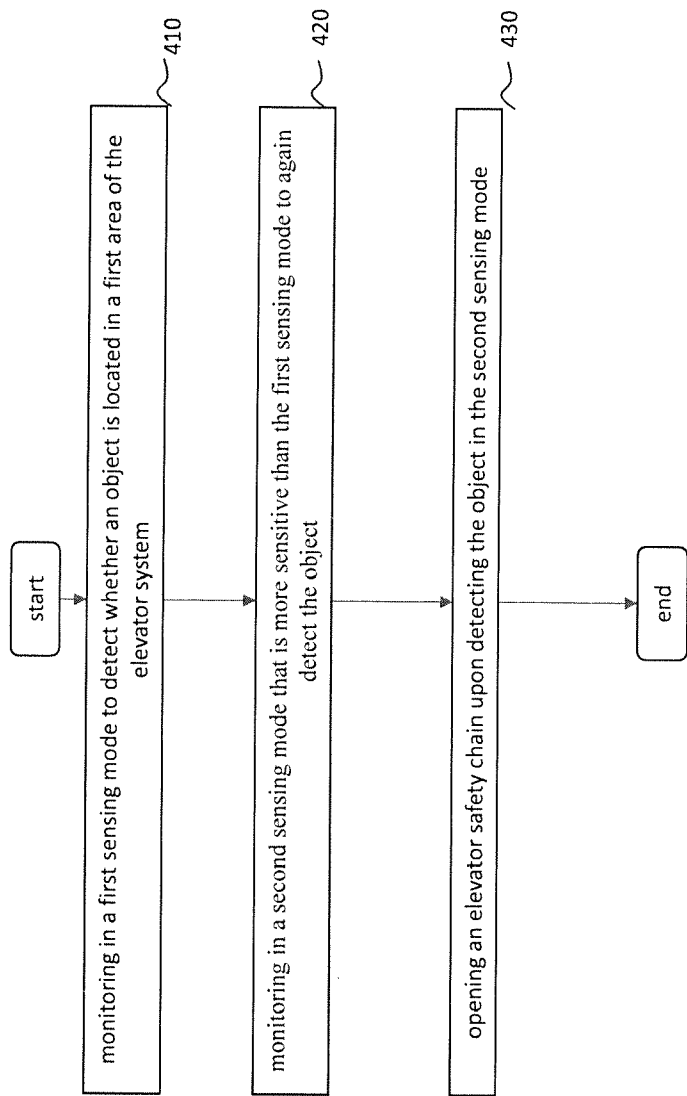 start
410
monitoring in a first sensing mode to detect whether an object is located in a first area of the
elevator system
420
monitoring in a second sensing mode that is more sensitive than the first sensing mode to again
detect the object
430
opening an elevator safety chain upon detecting the object in the second sensing mode
end